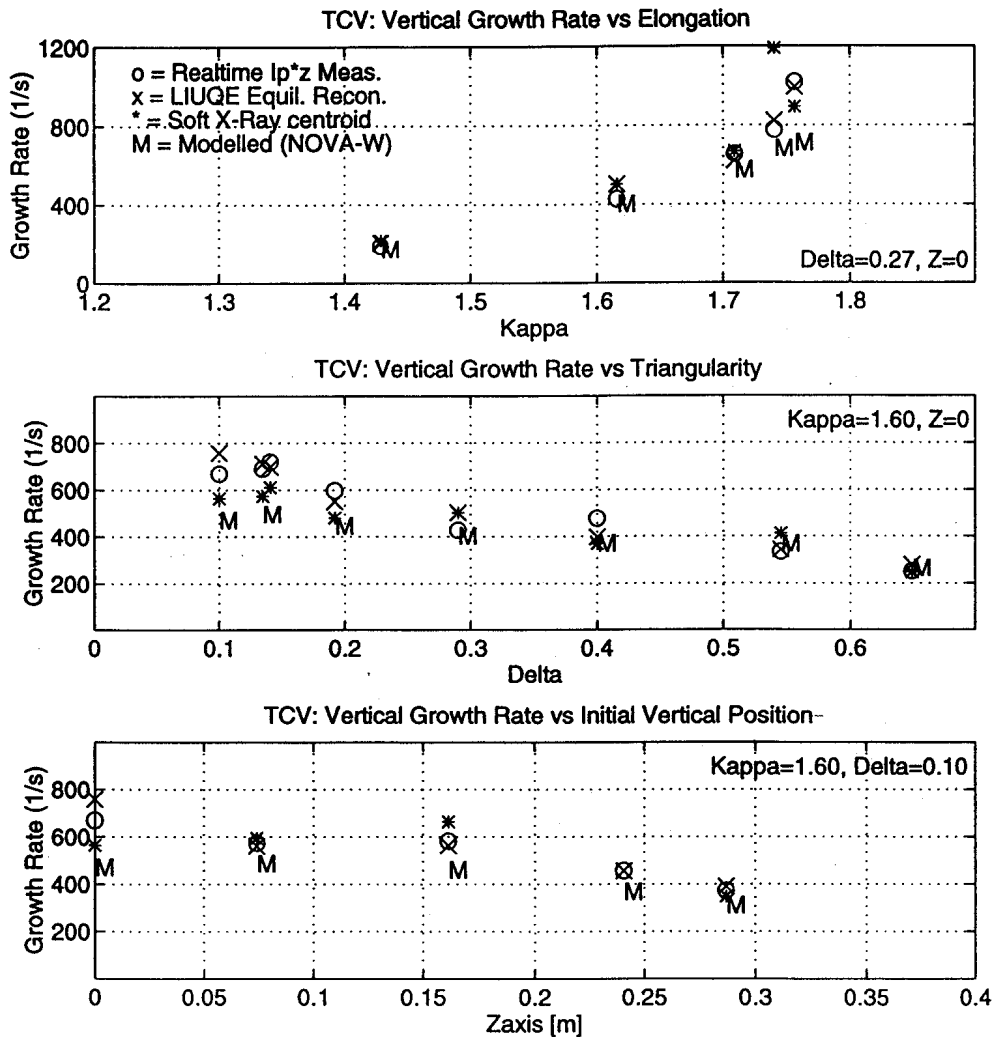 TCV: Vertical Growth Rate vs Elongation
1200
800
400
0
Growth Rate (1/s)
o = Realtime Ip*z Meas.
x = LIUQE Equil. Recon.
* = Soft X-Ray centroid
M = Modelled (NOVA-W)
M
M
M
M
M
Delta=0.27, Z=0
1.2 1.3 1.4 1.5 1.6 1.7 1.8
Kappa
TCV: Vertical Growth Rate vs Triangularity
Kappa=1.60, Z=0
800
600
400
200
Growth Rate (1/s)
M
M
M
M
M
M
M
0 0.1 0.2 0.3 0.4 0.5 0.6
Delta
TCV: Vertical Growth Rate vs Initial Vertical Position
Kappa=1.60, Delta=0.10
800
600
400
200
Growth Rate (1/s)
M
M
M
M
M
0 0.05 0.1 0.15 0.2 0.25 0.3 0.35 0.4
Zaxis [m]